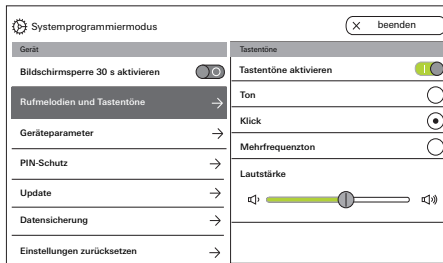 Systemprogrammiermodus
beenden
Gerät
Bildschirmsperre 30 s aktivieren
Rufmelodien und Tastentöne
Geräteparameter
PIN-Schutz
Update
Datensicherung
Einstellungen zurücksetzen
Tastentöne
Tastentöne aktivieren
Ton
Klick
Mehrfrequenzton
Lautstärke